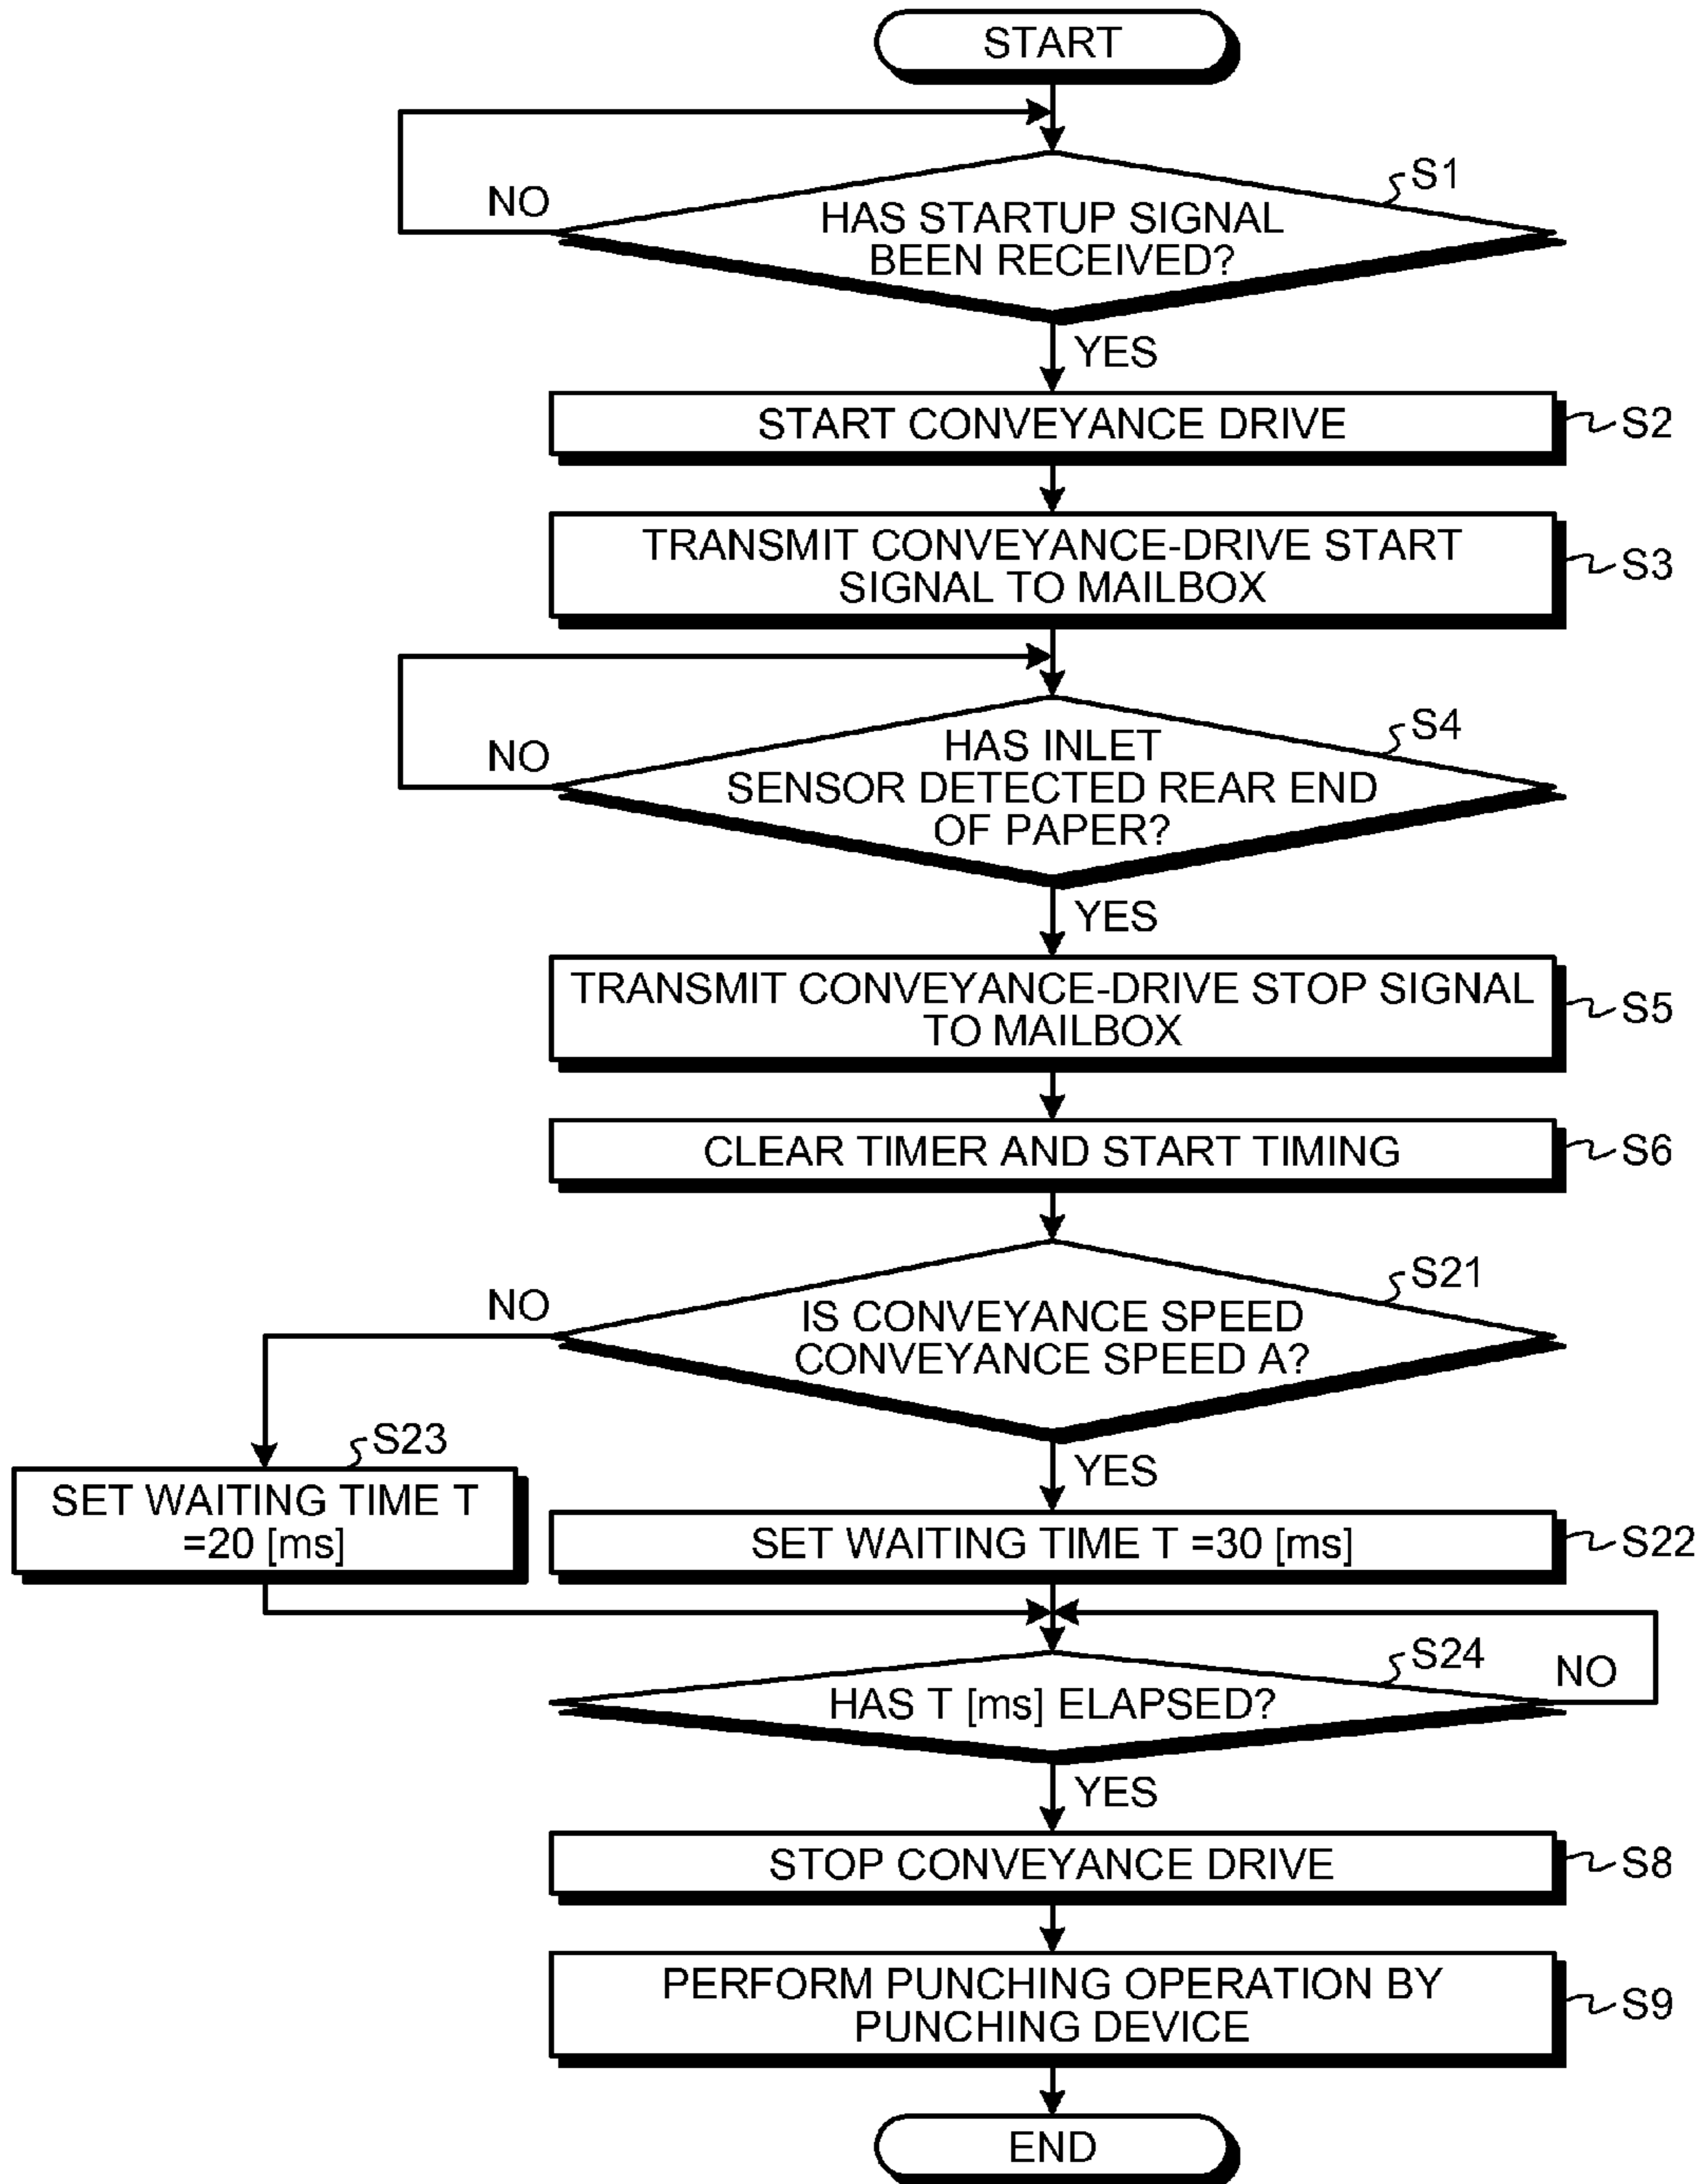 START
S1
NO
HAS STARTUP SIGNAL
BEEN RECEIVED?
YES
START CONVEYANCE DRIVE
S2
TRANSMIT CONVEYANCE-DRIVE START
SIGNAL TO MAILBOX
S3
S4
NO
HAS INLET
SENSOR DETECTED REAR END
OF PAPER?
YES
TRANSMIT CONVEYANCE-DRIVE STOP SIGNAL
TO MAILBOX
S5
CLEAR TIMER AND START TIMING
S6
S21
NO
IS CONVEYANCE SPEED
CONVEYANCE SPEED A?
S23
YES
SET WAITING TIME T
=20 [ms]
SET WAITING TIME T =30 [ms]
S22
S24
NO
HAS T [ms] ELAPSED?
YES
STOP CONVEYANCE DRIVE
S8
PERFORM PUNCHING OPERATION BY
PUNCHING DEVICE
S9
END